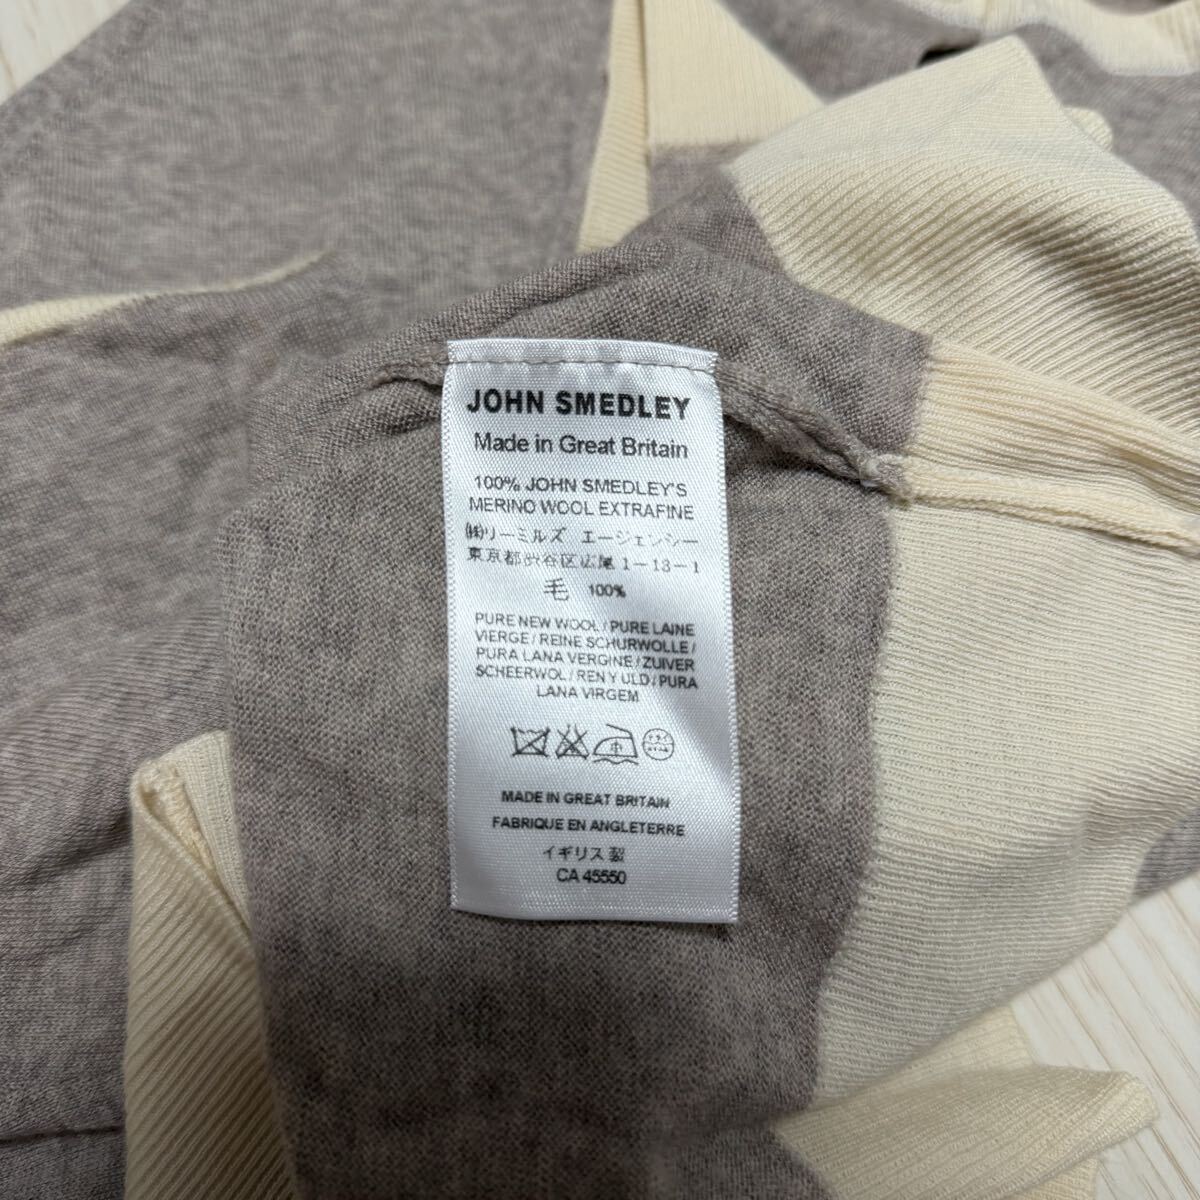 JOHN SMEDLEY
Made in Great Britain
100% JOHN SMEDLEY'S
MERINO WOOL EXTRAFINE
㈱リーミルズ エージェンシー
東京都渋谷区広尾1-13-1
毛 100%
PURE NEW WOOL / PURE LAINE
VIERGE / REINE SCHURWOLLE /
PURA LANA VERGINE / ZUIVER
SCHEERWOL / REN Y ULD / PURA
LANA VIRGEM
MADE IN GREAT BRITAIN
FABRIQUE EN ANGLETERRE
イギリス製
CA 45550